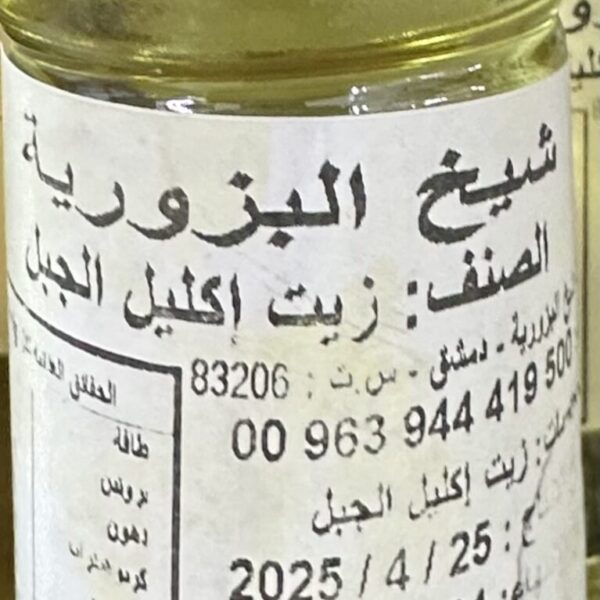 شيخ البزورية
الصنف: زيت إكليل الجبل
البزورية - دمشق - س.ت : 83206
00 963 944 419 500
زيت إكليل الجبل
2025 / 4 / 25
الحقائق
طاقة
بروتين
دهون